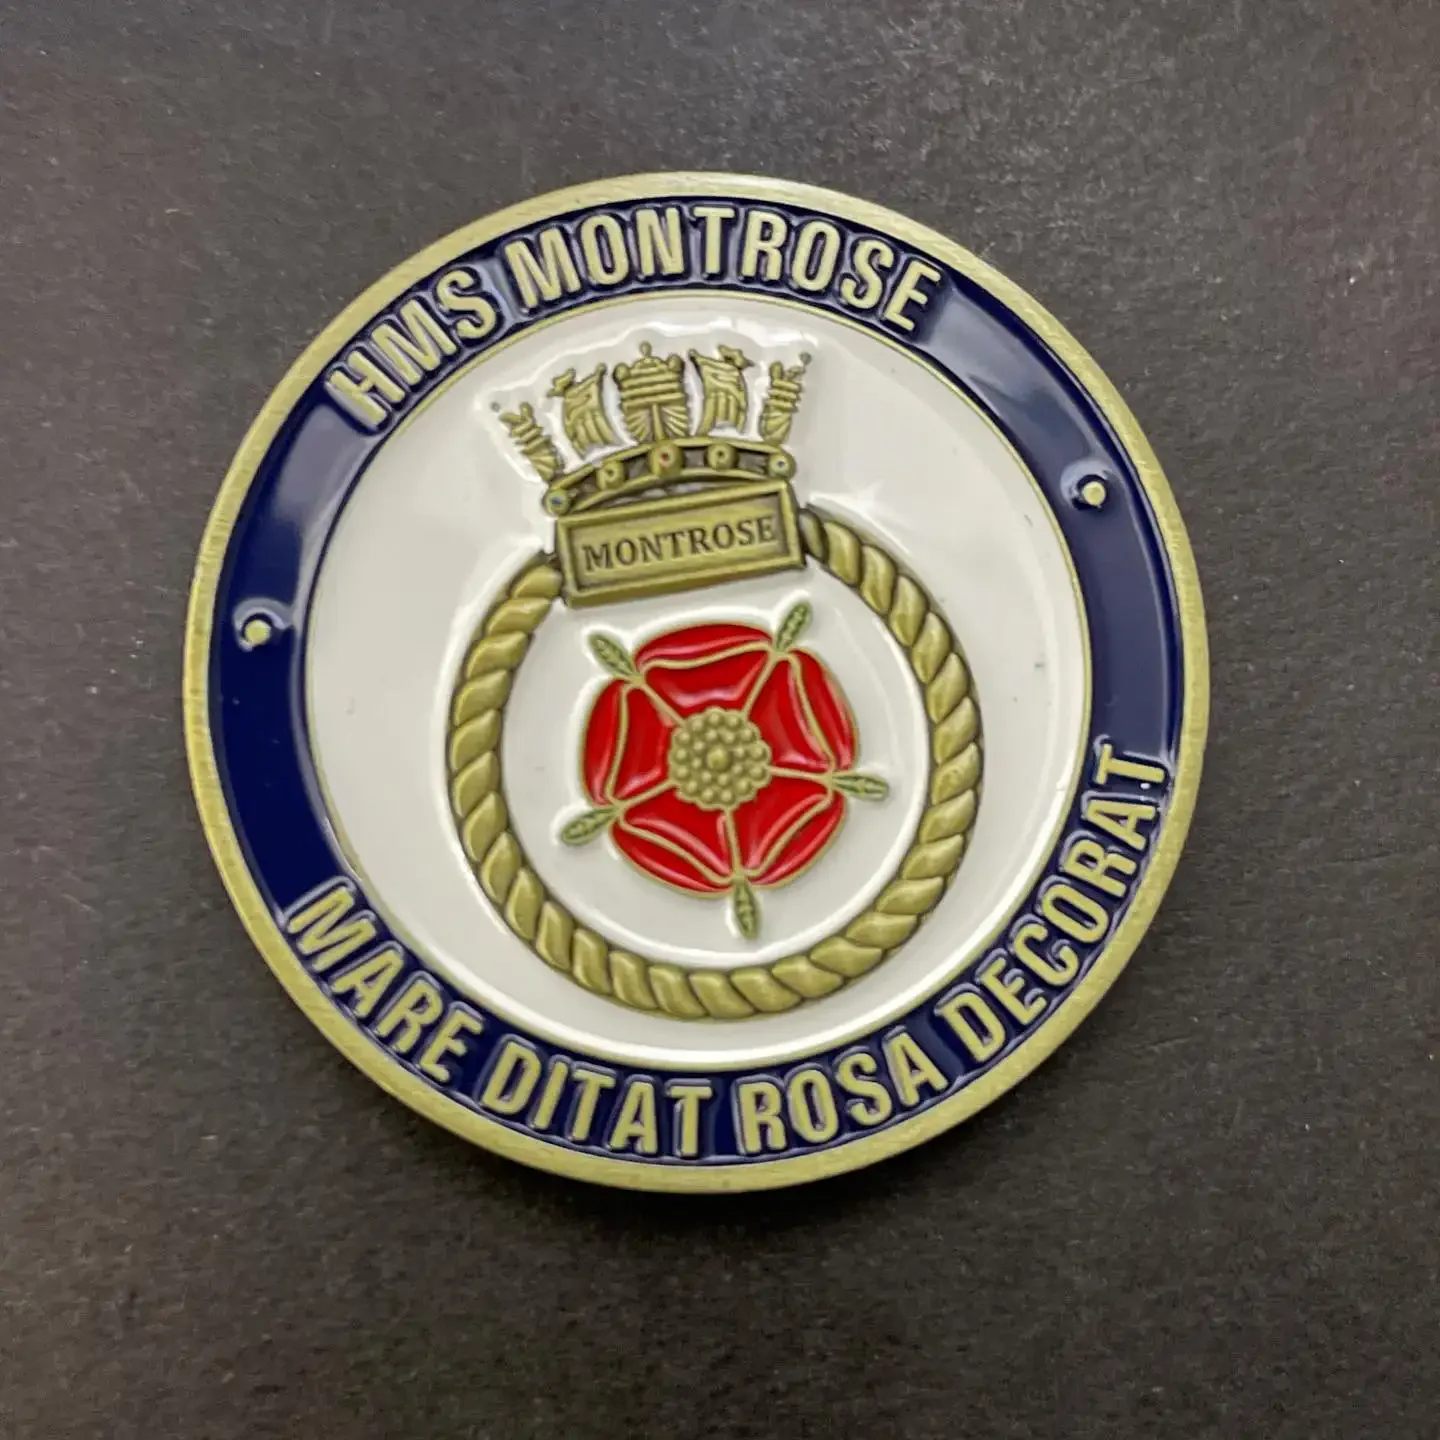 HMS MONTROSE
MONTROSE
MARE DITAT ROSA DECORAT